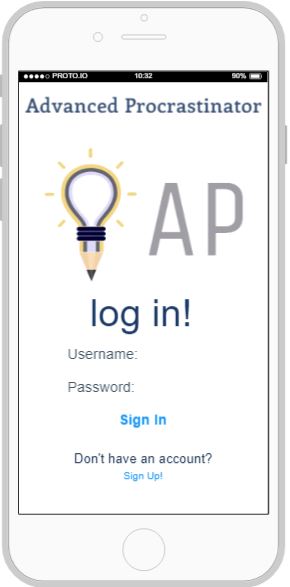 ●●●●○ PROTO.IO 10:32 90%
Advanced Procrastinator
AP
log in!
Username:
Password:
Sign In
Don't have an account?
Sign Up!